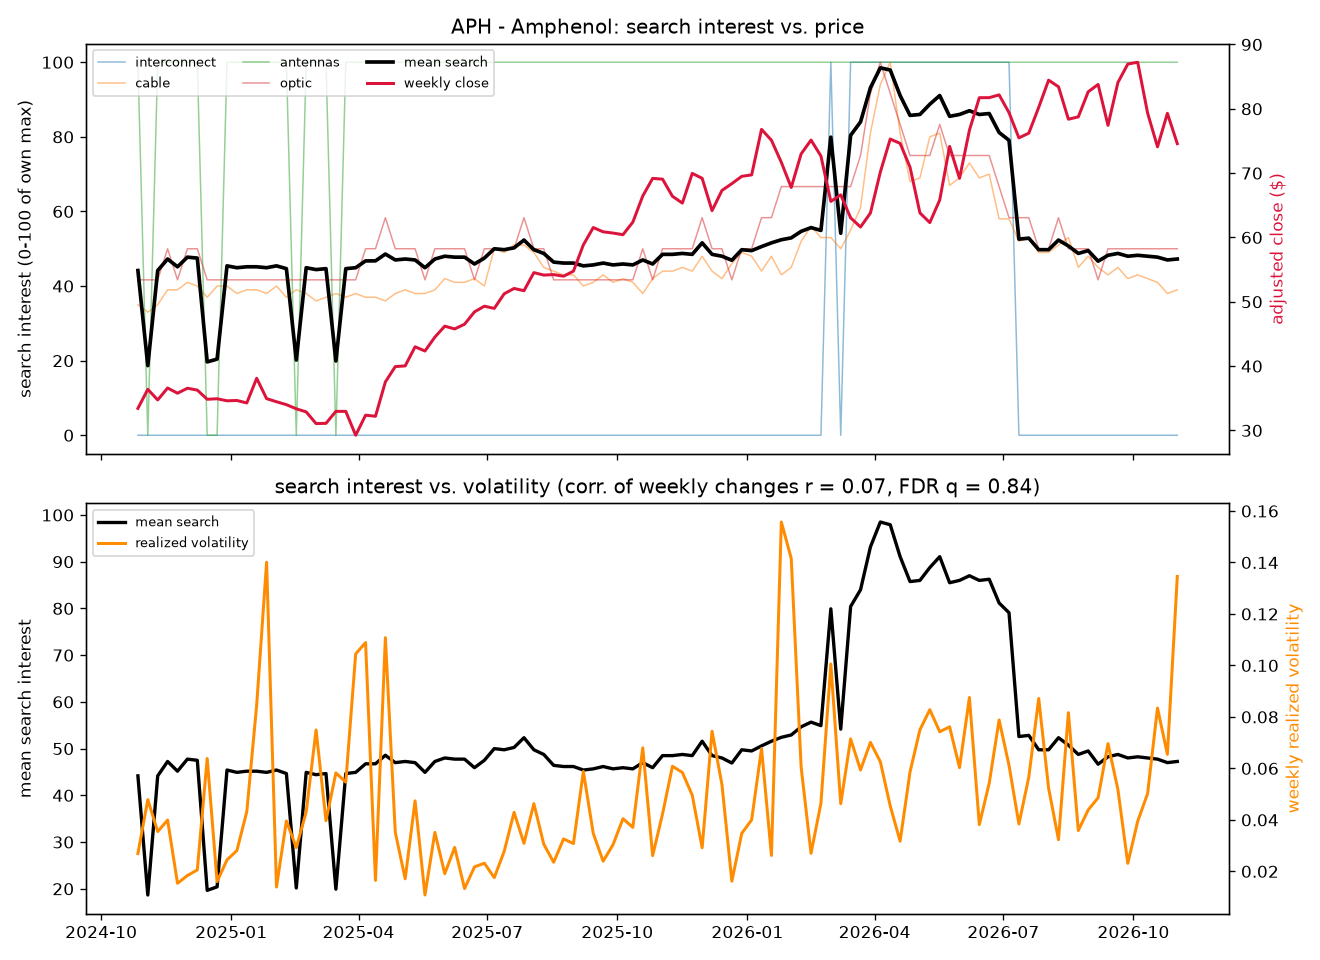 APH - Amphenol: search interest vs. price
interconnect
cable
antennas
optic
mean search
weekly close
search interest (0-100 of own max)
100
80
60
40
20
0
adjusted close ($)
90
80
70
60
50
40
30
search interest vs. volatility (corr. of weekly changes r = 0.07, FDR q = 0.84)
mean search
realized volatility
mean search interest
100
90
80
70
60
50
40
30
20
weekly realized volatility
0.16
0.14
0.12
0.10
0.08
0.06
0.04
0.02
2024-10
2025-01
2025-04
2025-07
2025-10
2026-01
2026-04
2026-07
2026-10